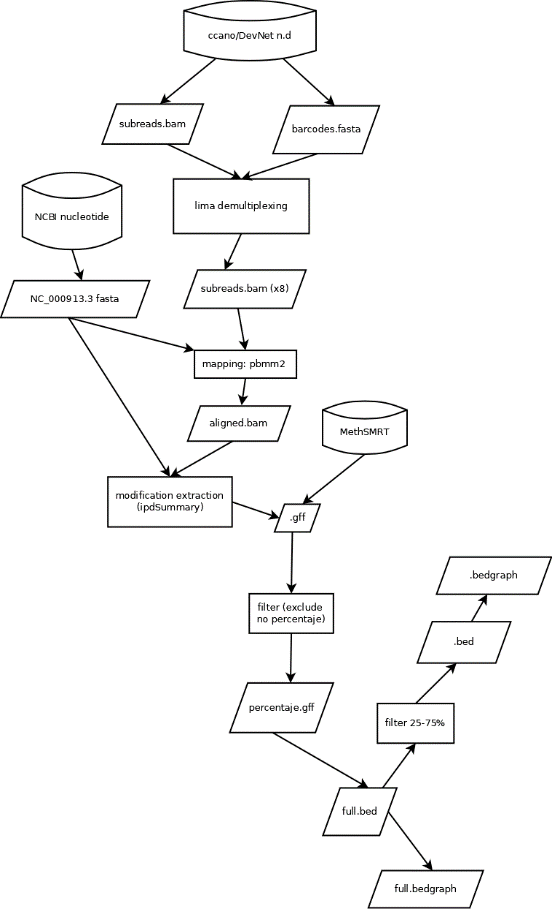 ccano/DevNet n.d
subreads.bam
barcodes.fasta
lima demultiplexing
NCBI nucleotide
subreads.bam (x8)
NC_000913.3 fasta
mapping: pbmm2
aligned.bam
MethSMRT
modification extraction
(ipdSummary)
.gff
.bedgraph
filter (exclude
no percentaje)
.bed
percentaje.gff
filter 25-75%
full.bed
full.bedgraph